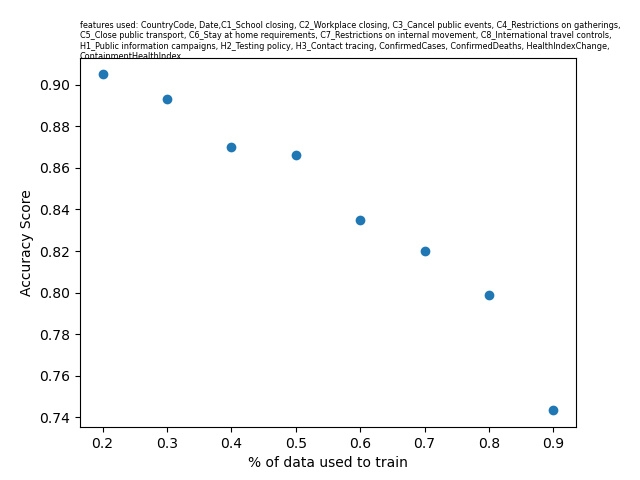 features used: CountryCode, Date,C1_School closing, C2_Workplace closing, C3_Cancel public events, C4_Restrictions on gatherings,
C5_Close public transport, C6_Stay at home requirements, C7_Restrictions on internal movement, C8_International travel controls,
H1_Public information campaigns, H2_Testing policy, H3_Contact tracing, ConfirmedCases, ConfirmedDeaths, HealthIndexChange,
ContainmentHealthIndex
0.90
0.88
0.86
0.84
0.82
0.80
0.78
0.76
0.74
Accuracy Score
0.2 0.3 0.4 0.5 0.6 0.7 0.8 0.9
% of data used to train